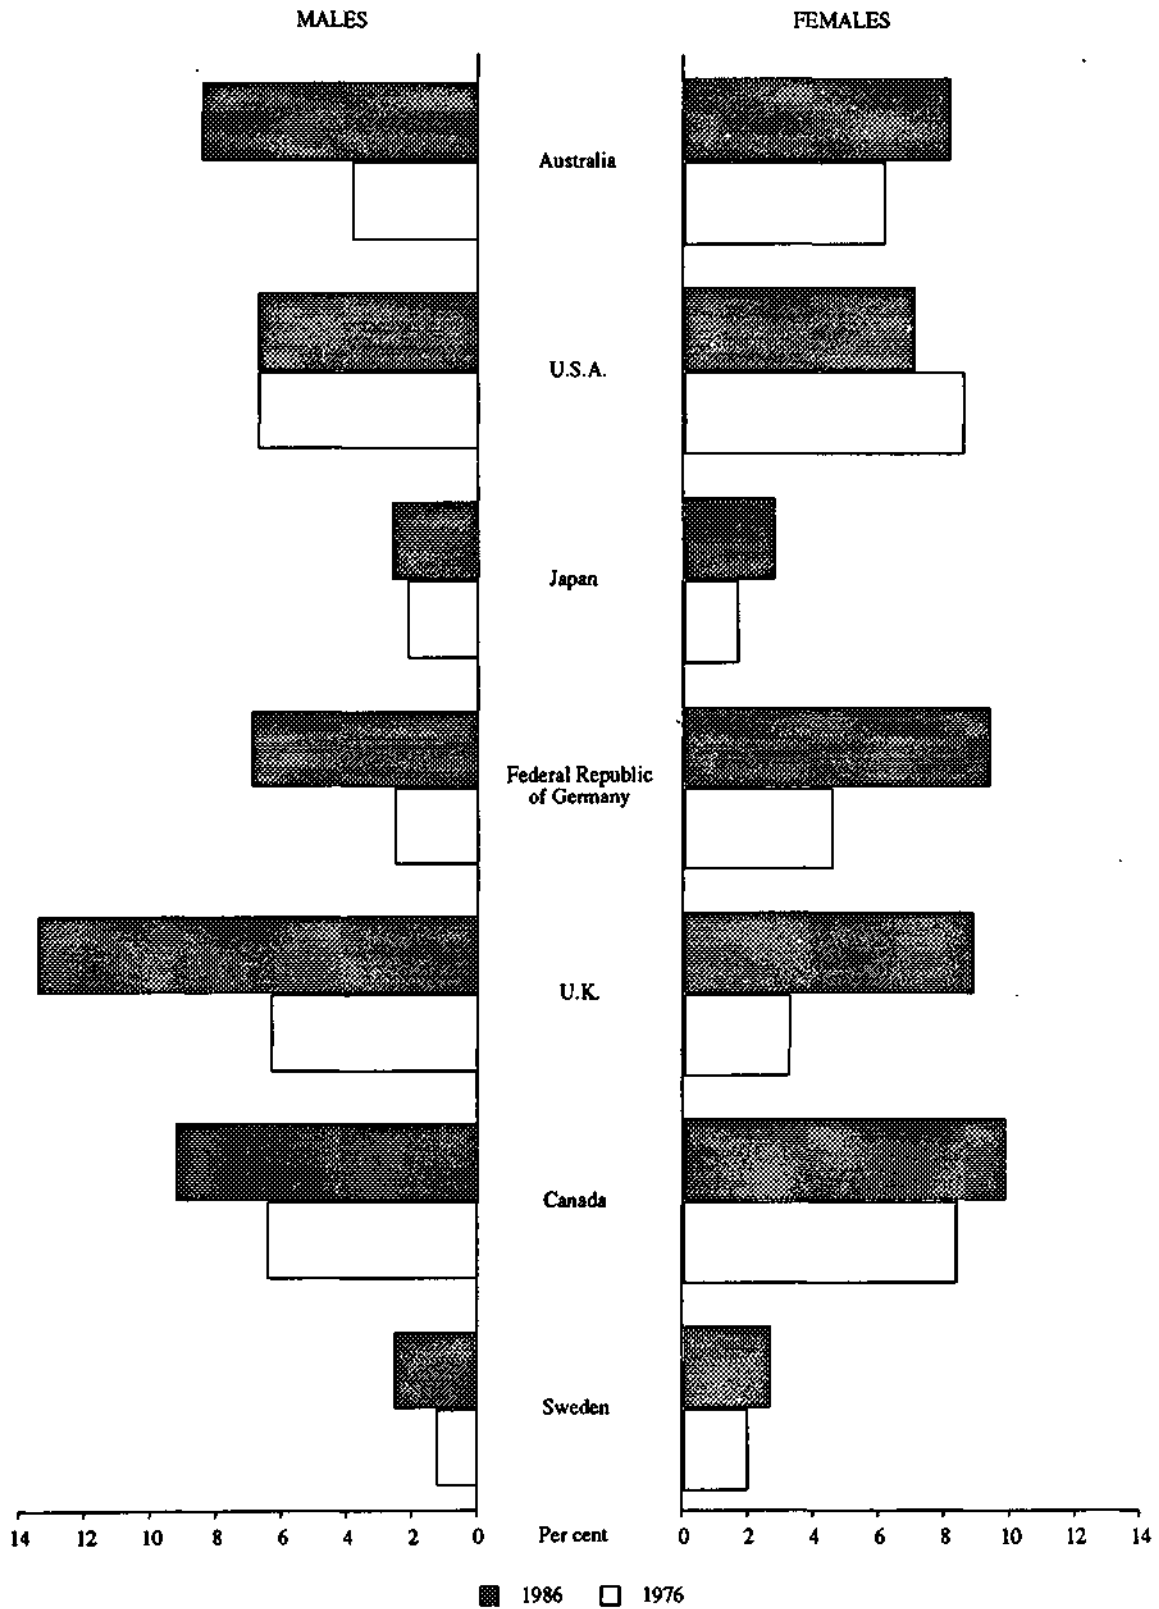 MALES FEMALES
Australia
U.S.A.
Japan
Federal Republic
of Germany
U.K.
Canada
Sweden
14 12 10 8 6 4 2 0 Per cent 0 2 4 6 8 10 12 14
1986 1976